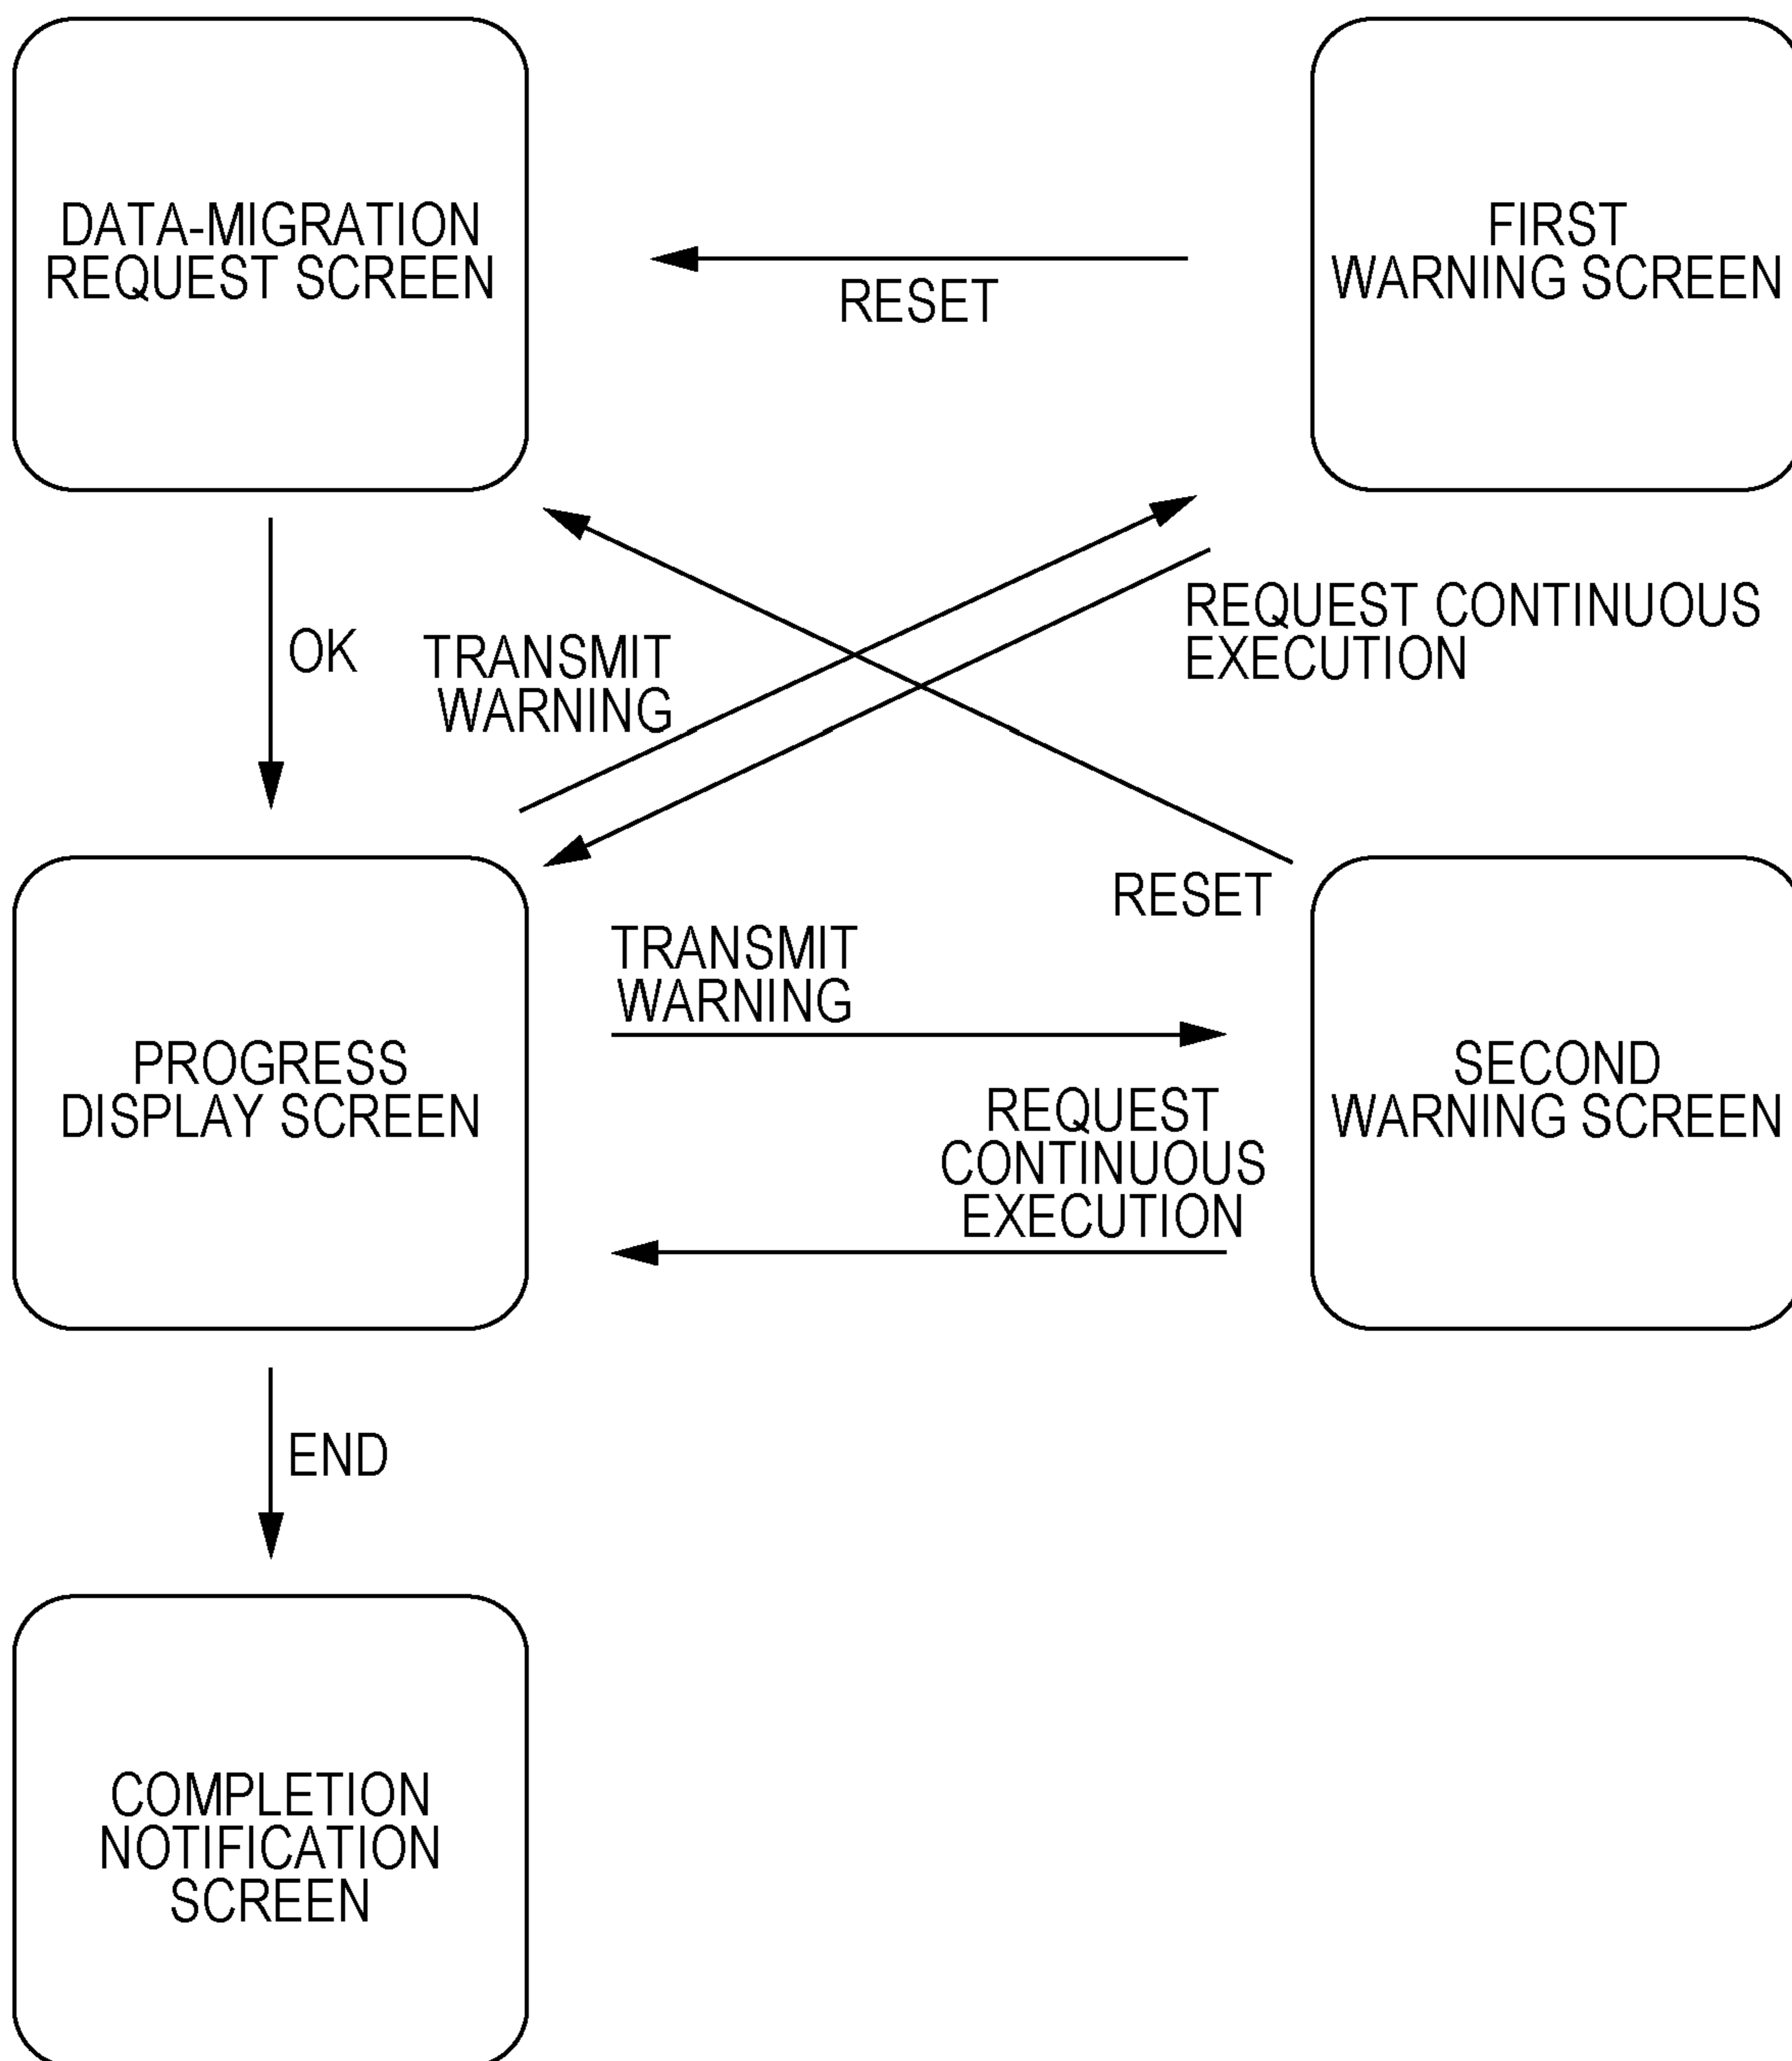 DATA-MIGRATION
REQUEST SCREEN
RESET
FIRST
WARNING SCREEN
OK
TRANSMIT
WARNING
REQUEST CONTINUOUS
EXECUTION
RESET
TRANSMIT
WARNING
PROGRESS
DISPLAY SCREEN
REQUEST
CONTINUOUS
EXECUTION
SECOND
WARNING SCREEN
END
COMPLETION
NOTIFICATION
SCREEN